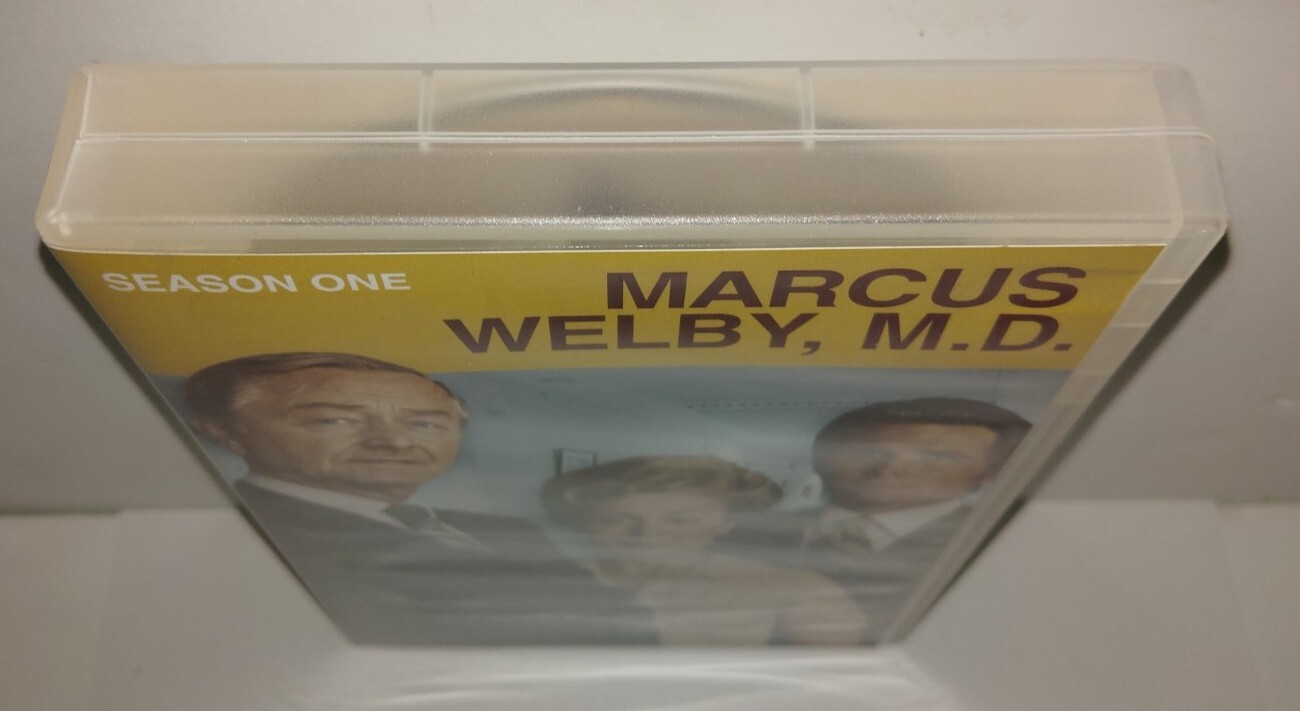 SEASON ONE
MARCUS
WELBY, M.D.